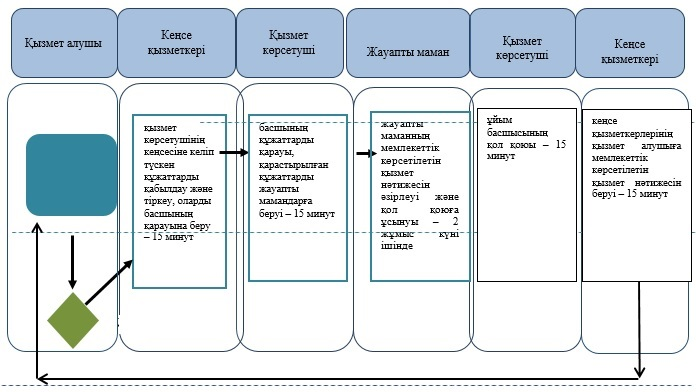 Қызмет алушы
Кеңсе
қызметкері
Қызмет
көрсетуші
Жауапты маман
Қызмет
көрсетуші
Кеңсе
қызметкері
қызмет
көрсетушінің
кеңсесіне келіп
түскен
құжаттарды
қабылдау және
тіркеу, оларды
басшының
қарауына беру
– 15 минут
басшының
құжаттарды
қарауы,
қарастырылған
құжаттарды
жауапты
мамандарға
беруі – 15 минут
жауапты
маманның
мемлекеттік
көрсетілетін
қызмет
нәтижесін
әзірлеуі және
қол қоюға
ұсынуы – 2
жұмыс күні
ішінде
ұйым
басшысының
қол қоюы – 15
минут
кеңсе
қызметкерлерінің
қызмет алушыға
мемлекеттік
көрсетілетін
қызмет нәтижесін
беруі – 15 минут